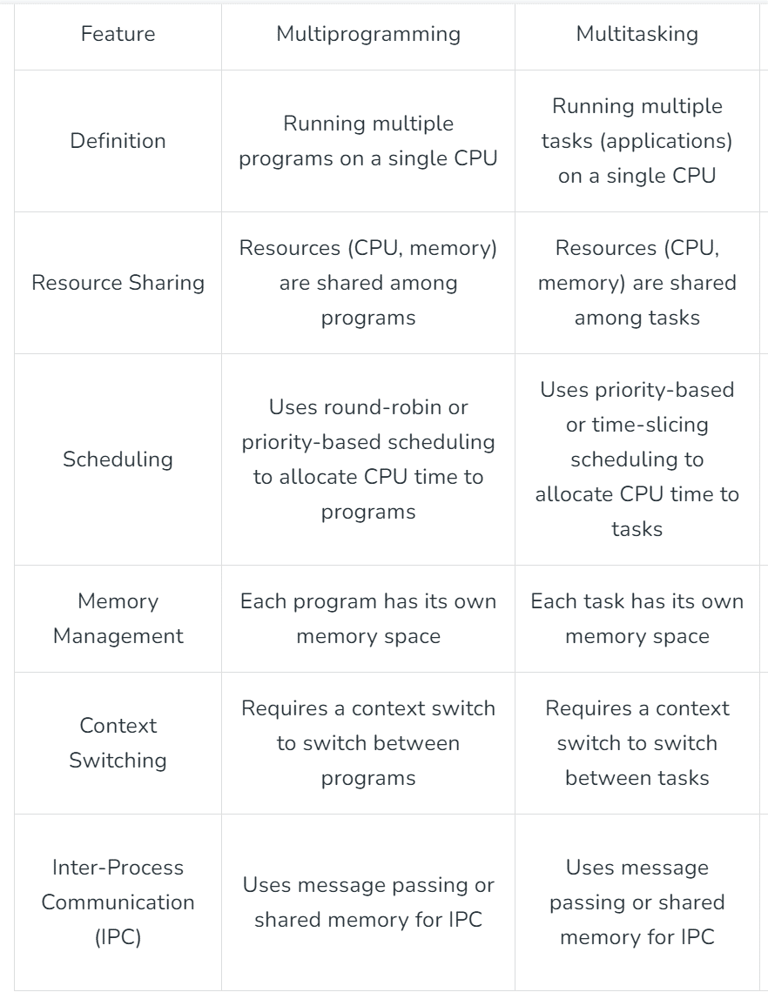 Feature
Multiprogramming
Multitasking
Definition
Running multiple
programs on a single CPU
Running multiple
tasks (applications)
on a single CPU
Resource Sharing
Resources (CPU, memory)
are shared among
programs
Resources (CPU,
memory) are shared
among tasks
Scheduling
Uses round-robin or
priority-based scheduling
to allocate CPU time to
programs
Uses priority-based
or time-slicing
scheduling to
allocate CPU time to
tasks
Memory
Management
Each program has its own
memory space
Each task has its own
memory space
Context
Switching
Requires a context switch
to switch between
programs
Requires a context
switch to switch
between tasks
Inter-Process
Communication
(IPC)
Uses message passing or
shared memory for IPC
Uses message
passing or shared
memory for IPC